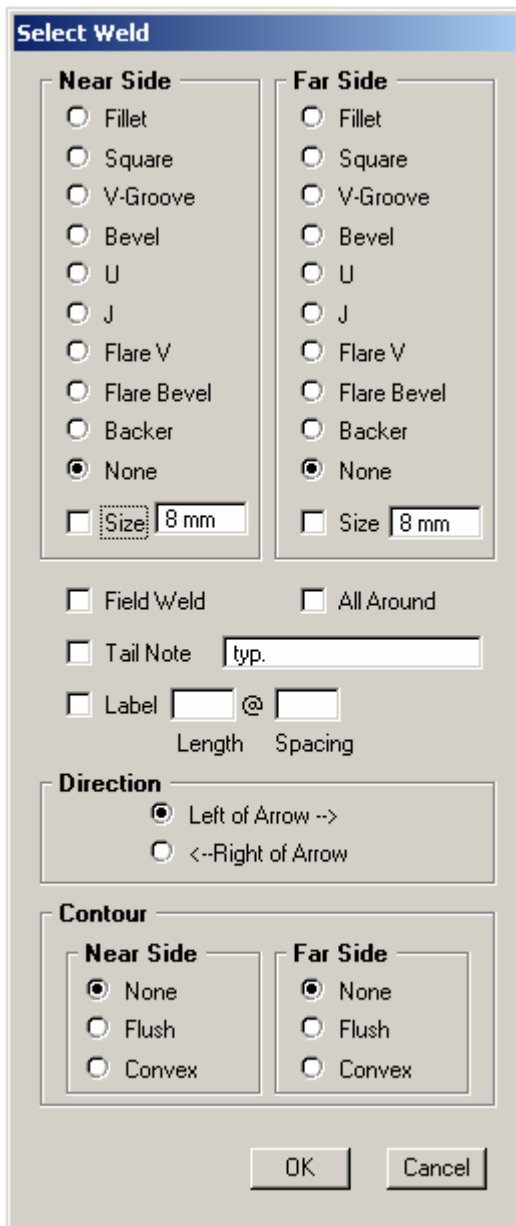 Select Weld
Near Side
Fillet
Square
V-Groove
Bevel
U
J
Flare V
Flare Bevel
Backer
None
Size 8 mm
Far Side
Fillet
Square
V-Groove
Bevel
U
J
Flare V
Flare Bevel
Backer
None
Size 8 mm
Field Weld All Around
Tail Note typ.
Label @
Length Spacing
Direction
Left of Arrow -->
<--Right of Arrow
Contour
Near Side
None
Flush
Convex
Far Side
None
Flush
Convex
OK Cancel